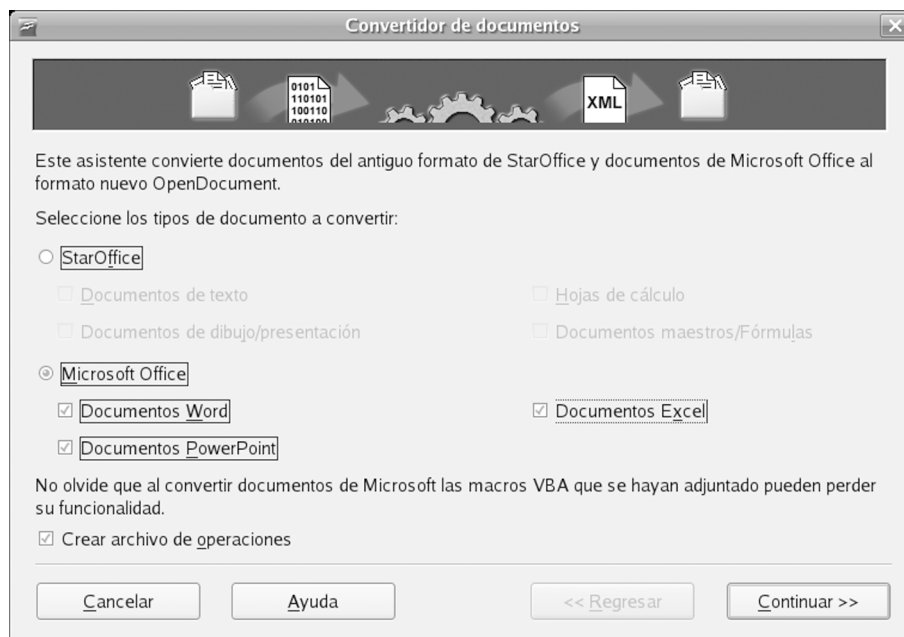 Convertidor de documentos
0101
110101
100110
010100
XML
Este asistente convierte documentos del antiguo formato de StarOffice y documentos de Microsoft Office al
formato nuevo OpenDocument.
Seleccione los tipos de documento a convertir:
StarOffice
Documentos de texto
Hojas de cálculo
Documentos de dibujo/presentación
Documentos maestros/Fórmulas
Microsoft Office
Documentos Word
Documentos Excel
Documentos PowerPoint
No olvide que al convertir documentos de Microsoft las macros VBA que se hayan adjuntado pueden perder
su funcionalidad.
Crear archivo de operaciones
Cancelar
Ayuda
<< Regresar
Continuar >>